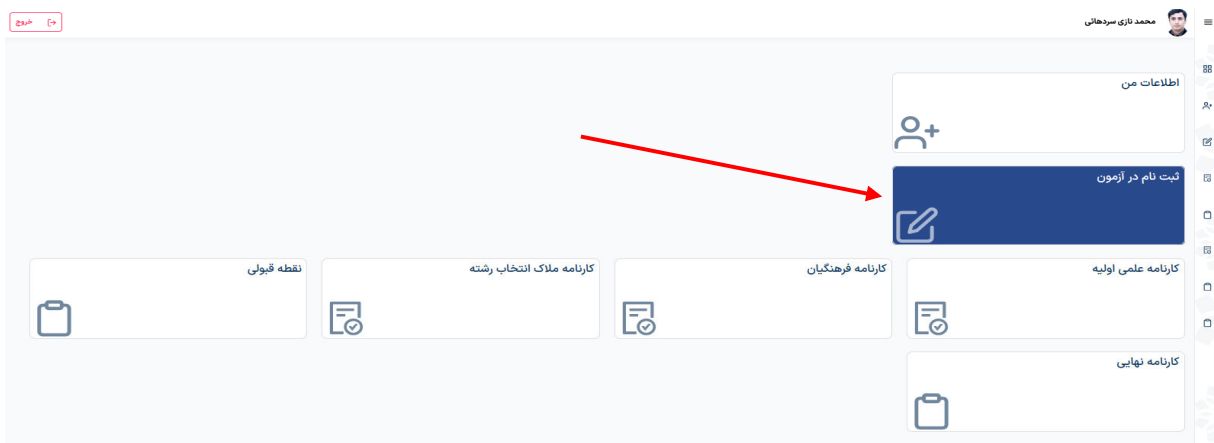 محمد نازی سردهائی
خروج
اطلاعات من
ثبت نام در آزمون
کارنامه علمی اولیه
کارنامه فرهنگیان
کارنامه ملاک انتخاب رشته
نقطه قبولی
کارنامه نهایی